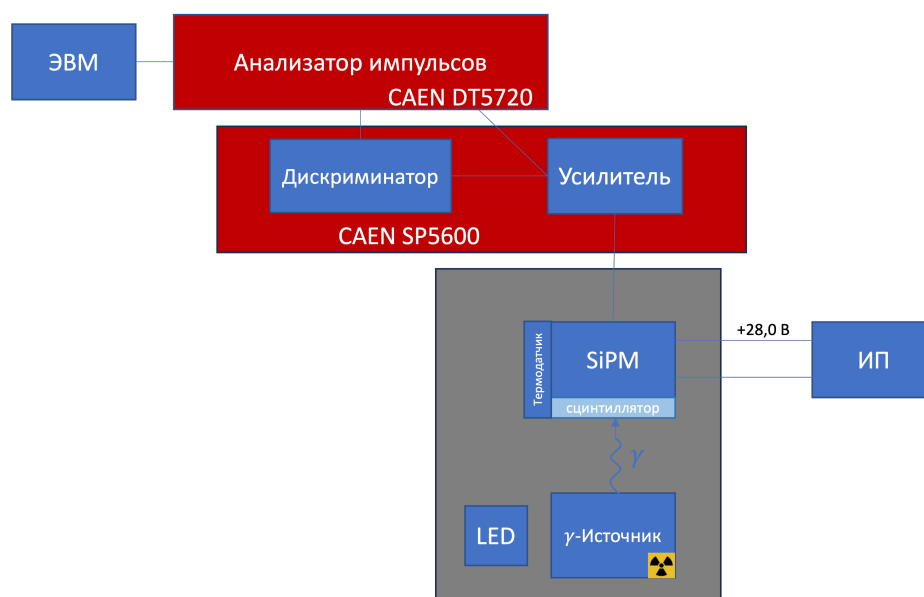 ЭВМ
Анализатор импульсов
CAEN DT5720
Дискриминатор
Усилитель
CAEN SP5600
Термодатчик
SiPM
сцинтиллятор
+28,0 В
ИП
γ
LED
γ-Источник